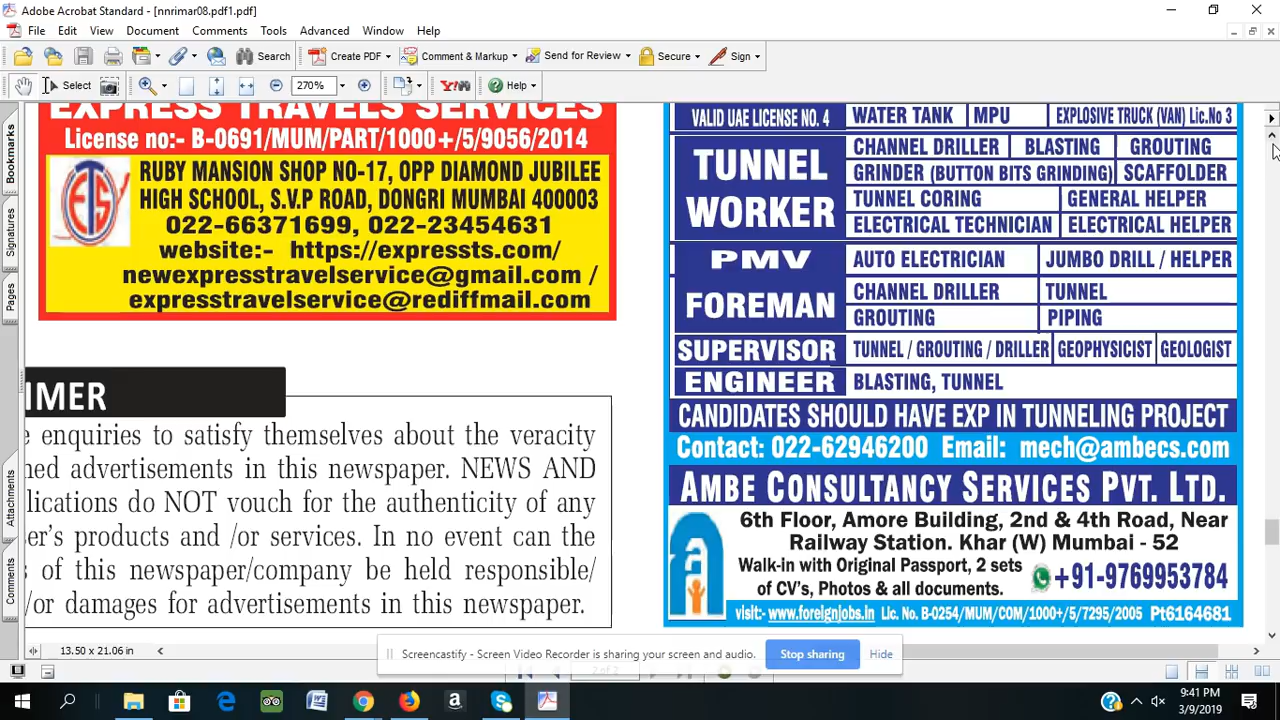 Adobe Acrobat Standard - [nnrimar08.pdf1.pdf]
File Edit View Document Comments Tools Advanced Window Help
Search Create PDF Comment & Markup Send for Review Secure Sign
Select 270% Y! Help
Bookmarks
Signatures
Pages
Attachments
Comments
EXPRESS TRAVELS SERVICES
License no:- B-0691/MUM/PART/1000+/5/9056/2014
ETS
RUBY MANSION SHOP NO-17, OPP DIAMOND JUBILEE
HIGH SCHOOL, S.V.P ROAD, DONGRI MUMBAI 400003
022-66371699, 022-23454631
website:- https://expressts.com/
newexpresstravelservice@gmail.com /
expresstravelservice@rediffmail.com
IMER
e enquiries to satisfy themselves about the veracity
ned advertisements in this newspaper. NEWS AND
lications do NOT vouch for the authenticity of any
er's products and /or services. In no event can the
s of this newspaper/company be held responsible/
/or damages for advertisements in this newspaper.
VALID UAE LICENSE NO. 4 WATER TANK MPU EXPLOSIVE TRUCK (VAN) Lic.No 3
TUNNEL WORKER
CHANNEL DRILLER BLASTING GROUTING
GRINDER (BUTTON BITS GRINDING) SCAFFOLDER
TUNNEL CORING GENERAL HELPER
ELECTRICAL TECHNICIAN ELECTRICAL HELPER
PMV AUTO ELECTRICIAN JUMBO DRILL / HELPER
FOREMAN
CHANNEL DRILLER TUNNEL
GROUTING PIPING
SUPERVISOR TUNNEL / GROUTING / DRILLER GEOPHYSICIST GEOLOGIST
ENGINEER BLASTING, TUNNEL
CANDIDATES SHOULD HAVE EXP IN TUNNELING PROJECT
Contact: 022-62946200 Email: mech@ambecs.com
AMBE CONSULTANCY SERVICES PVT. LTD.
6th Floor, Amore Building, 2nd & 4th Road, Near
Railway Station. Khar (W) Mumbai - 52
Walk-in with Original Passport, 2 sets
of CV's, Photos & all documents.
+91-9769953784
visit:- www.foreignjobs.in Lic. No. B-0254/MUM/COM/1000+/5/7295/2005 Pt6164681
13.50 x 21.06 in
Screencastify - Screen Video Recorder is sharing your screen and audio. Stop sharing Hide
2 of 2
9:41 PM
3/9/2019